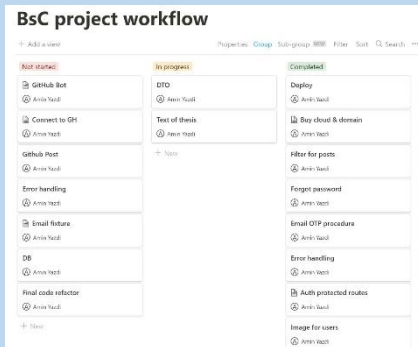 BsC project workflow
+ Add a view
Properties Group Sub-group NEW Filter Sort Search ...
Not started
GitHub Bot
Amin Yazdi
Connect to GH
Amin Yazdi
Github Post
Amin Yazdi
Error handling
Amin Yazdi
Email fixture
Amin Yazdi
DB
Amin Yazdi
Final code refactor
Amin Yazdi
+ New
In progress
DTO
Amin Yazdi
Text of thesis
Amin Yazdi
+ New
Completed
Deploy
Amin Yazdi
Buy cloud & domain
Amin Yazdi
Filter for posts
Amin Yazdi
Forgot password
Amin Yazdi
Email OTP procedure
Amin Yazdi
Error handling
Amin Yazdi
Auth protected routes
Amin Yazdi
Image for users
Amin Yazdi